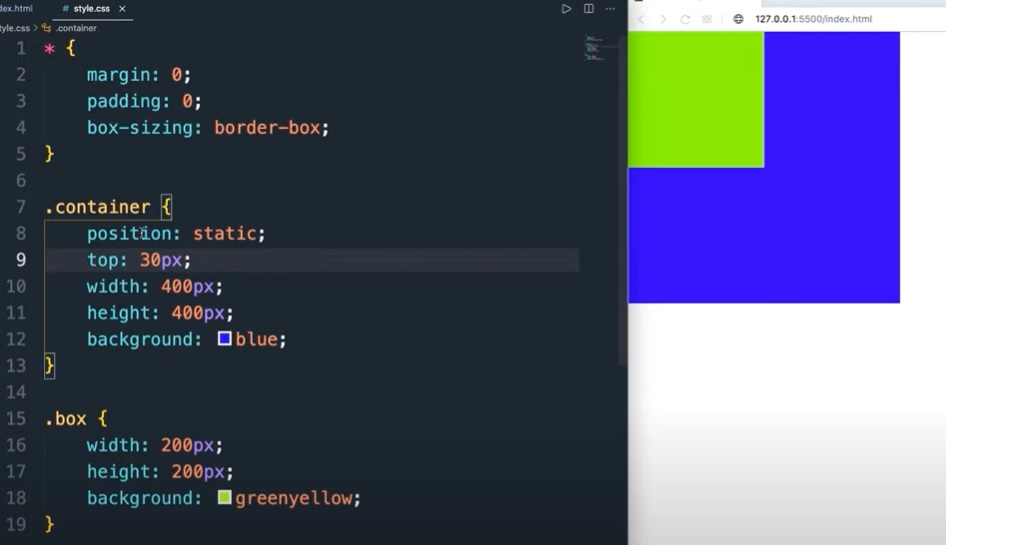 dex.html # style.css ×
tyle.css > .container
1 * {
2 margin: 0;
3 padding: 0;
4 box-sizing: border-box;
5 }
6
7 .container {
8 position: static;
9 top: 30px;
10 width: 400px;
11 height: 400px;
12 background: blue;
13 }
14
15 .box {
16 width: 200px;
17 height: 200px;
18 background: greenyellow;
19 }
127.0.0.1:5500/index.html